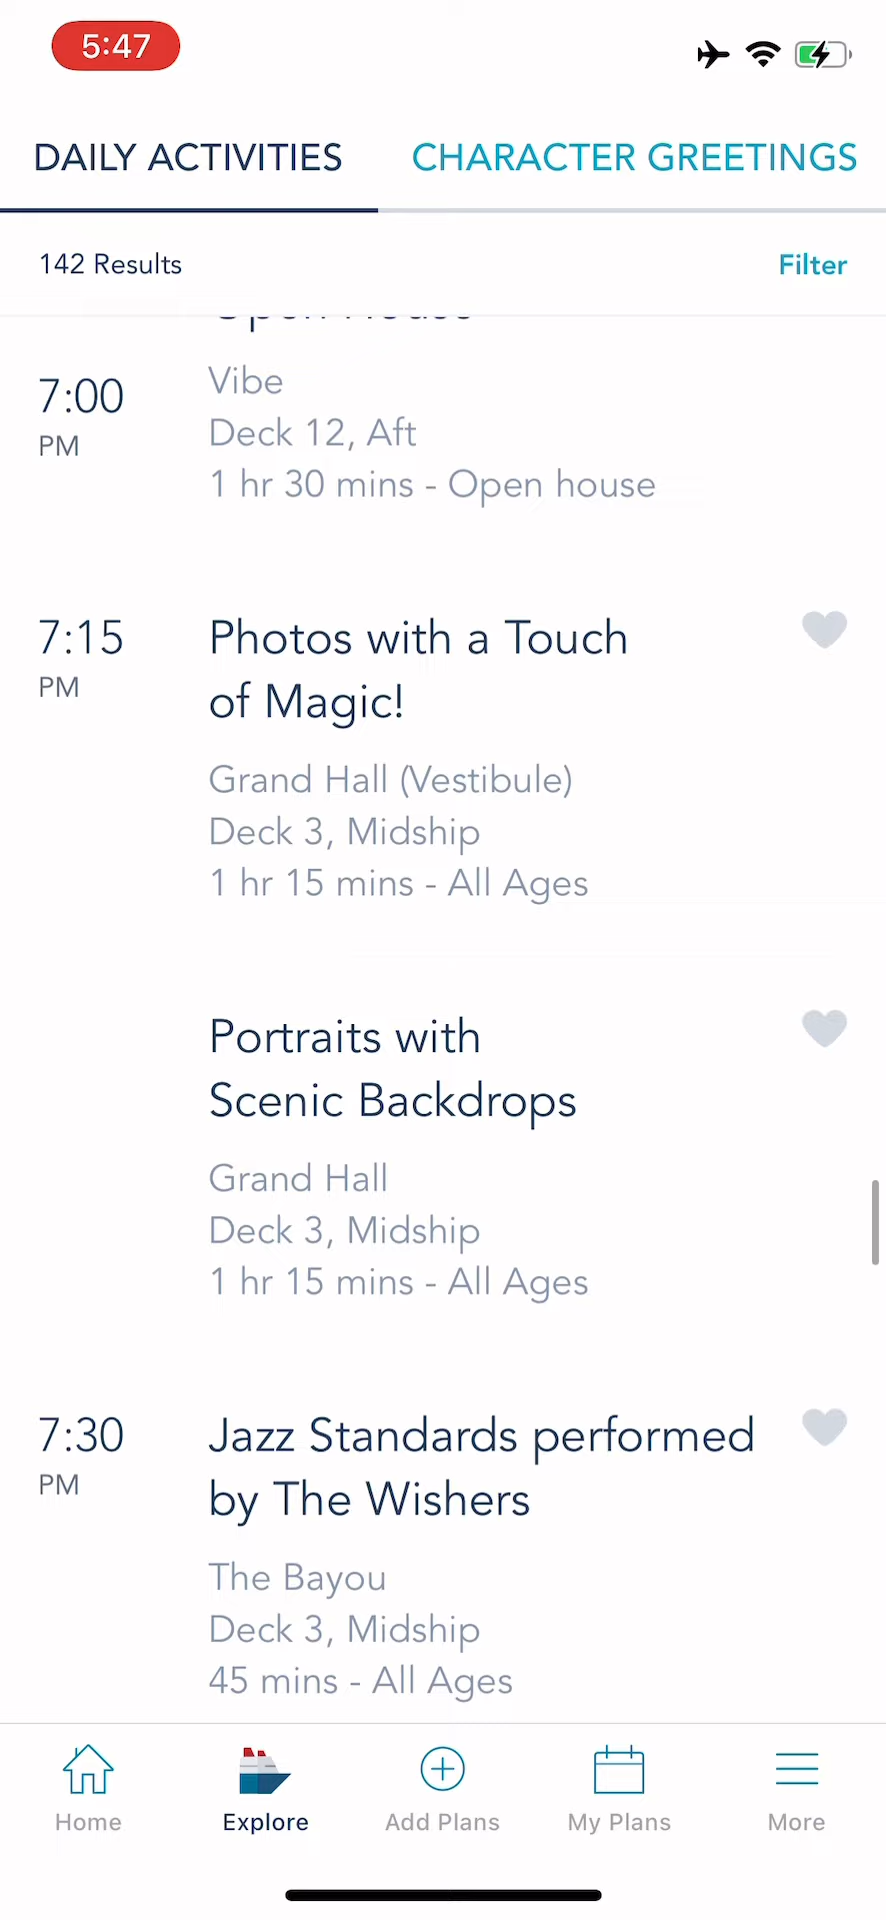 5:47
DAILY ACTIVITIES
CHARACTER GREETINGS
142 Results
Filter
7:00
PM
Vibe
Deck 12, Aft
1 hr 30 mins - Open house
7:15
PM
Photos with a Touch
of Magic!
Grand Hall (Vestibule)
Deck 3, Midship
1 hr 15 mins - All Ages
Portraits with
Scenic Backdrops
Grand Hall
Deck 3, Midship
1 hr 15 mins - All Ages
7:30
PM
Jazz Standards performed
by The Wishers
The Bayou
Deck 3, Midship
45 mins - All Ages
Home
Explore
Add Plans
My Plans
More